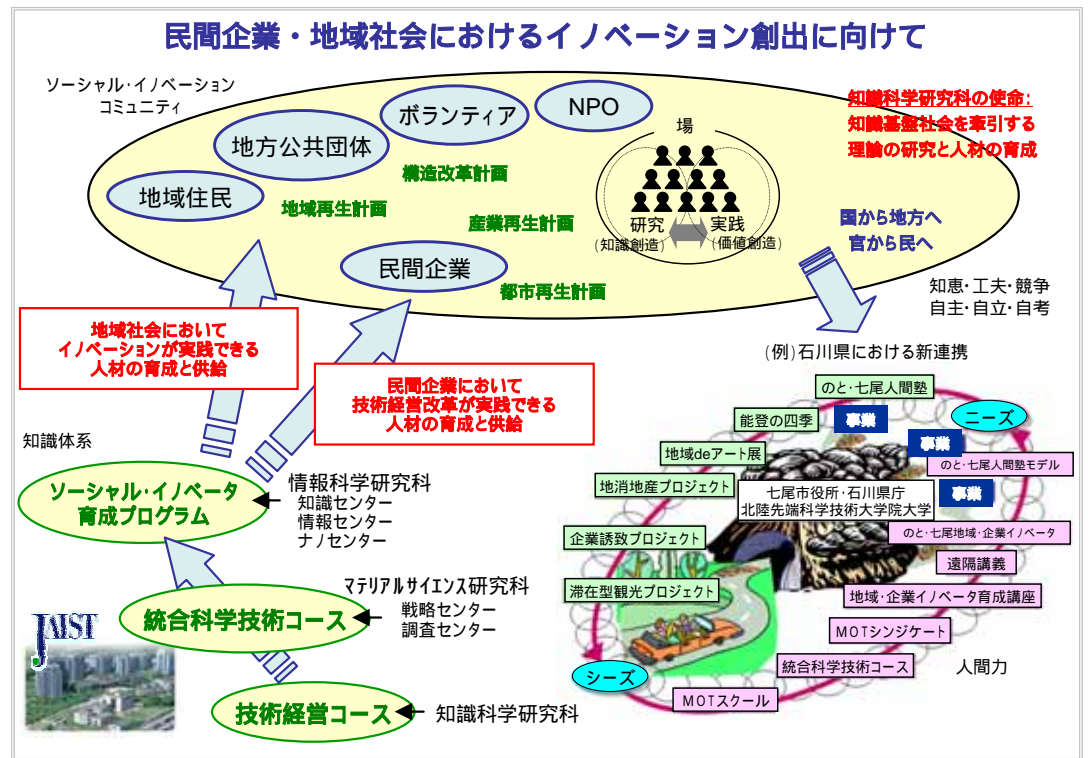 民間企業・地域社会におけるイノベーション創出に向けて
ソーシャル・イノベーション
コミュニティ
NPO
ボランティア
地方公共団体
地域住民
民間企業
構造改革計画
地域再生計画
産業再生計画
都市再生計画
場
研究
(知識創造)
実践
(価値創造)
知識科学研究科の使命:
知識基盤社会を牽引する
理論の研究と人材の育成
国から地方へ
官から民へ
知恵・工夫・競争
自主・自立・自考
地域社会において
イノベーションが実践できる
人材の育成と供給
民間企業において
技術経営改革が実践できる
人材の育成と供給
知識体系
ソーシャル・イノベータ
育成プログラム
情報科学研究科
知識センター
情報センター
ナノセンター
統合科学技術コース
マテリアルサイエンス研究科
戦略センター
調査センター
技術経営コース
知識科学研究科
JAIST
(例)石川県における新連携
のと・七尾人間塾
能登の四季
事業
ニーズ
地域deアート展
事業
のと・七尾人間塾モデル
地消地産プロジェクト
七尾市役所・石川県庁
北陸先端科学技術大学院大学
事業
企業誘致プロジェクト
のと・七尾地域・企業イノベータ
遠隔講義
滞在型観光プロジェクト
地域・企業イノベータ育成講座
MOTシンジケート
統合科学技術コース
シーズ
MOTスクール
人間力